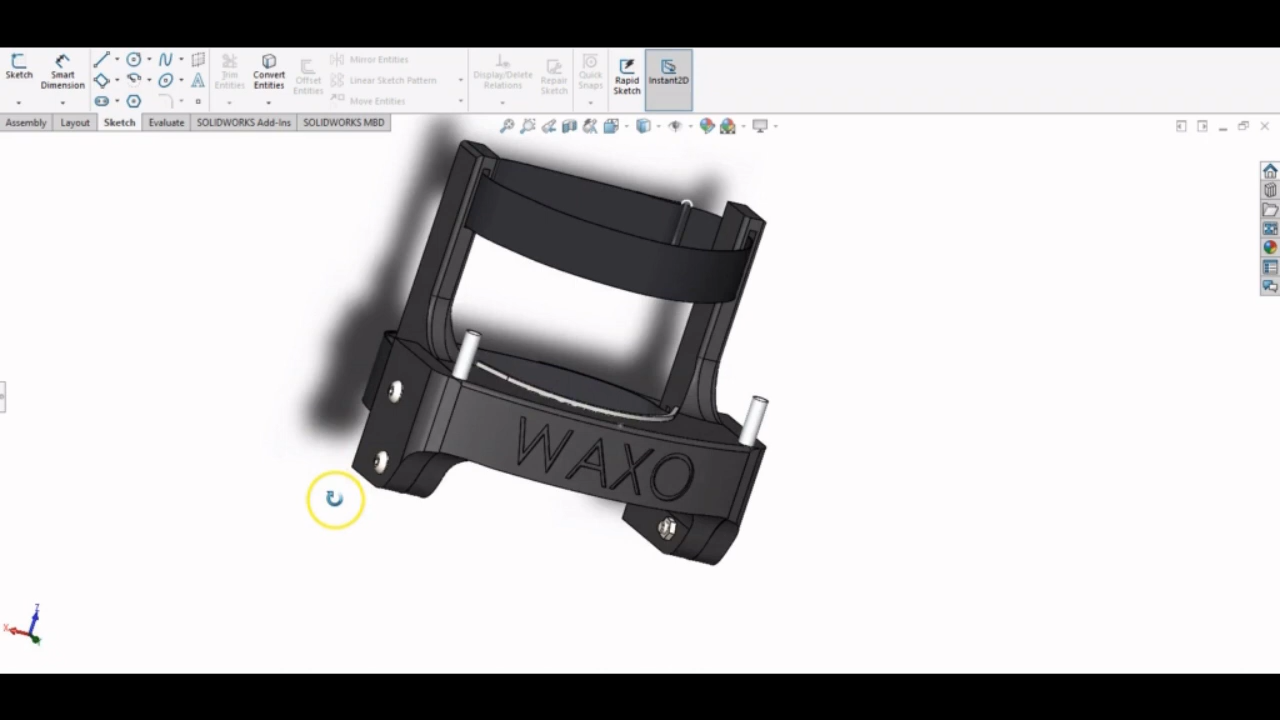 Sketch
Smart Dimension
Trim Entities
Convert Entities
Offset Entities
Mirror Entities
Linear Sketch Pattern
Move Entities
Display/Delete Relations
Repair Sketch
Quick Snaps
Rapid Sketch
Instant2D
Assembly Layout Sketch Evaluate SOLIDWORKS Add-Ins SOLIDWORKS MBD
WAXO
Z
X